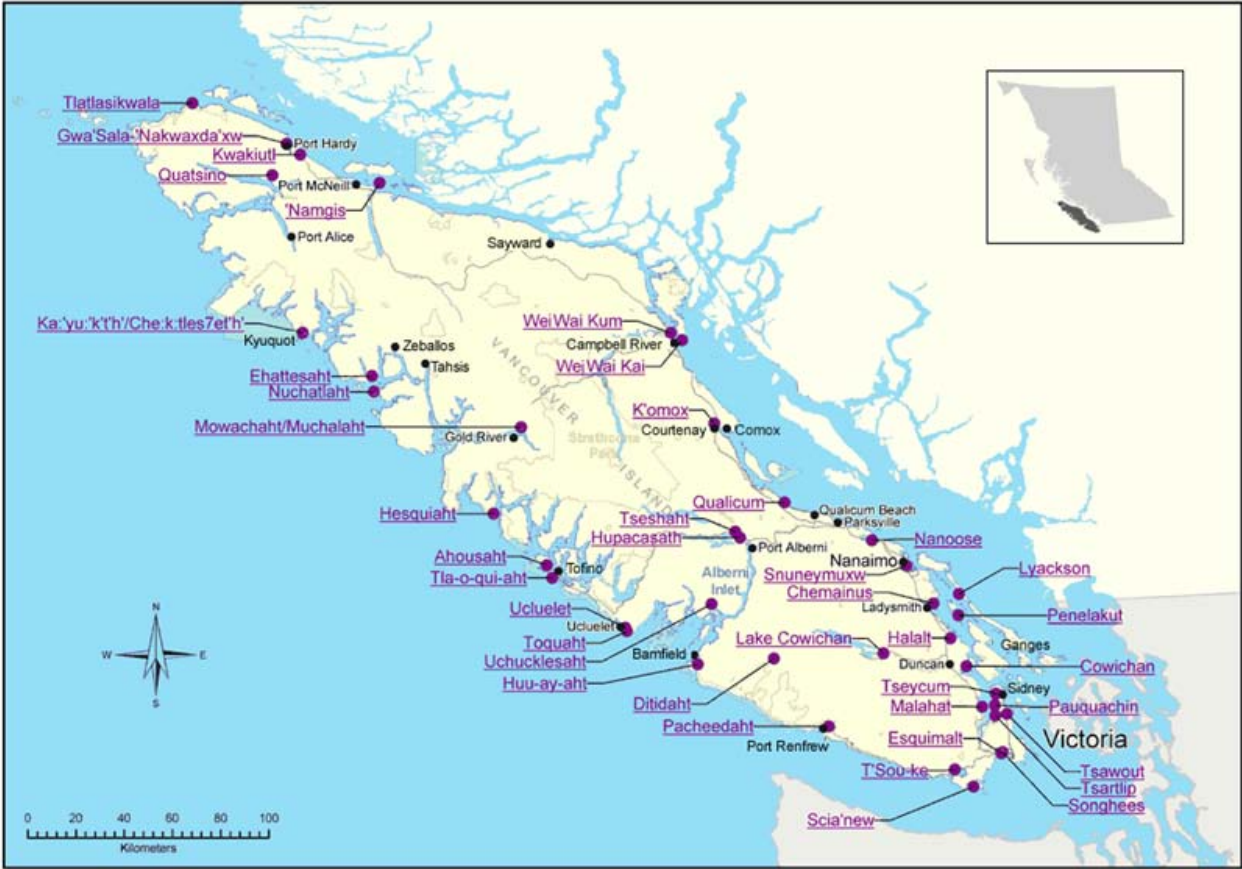 Tlatlasikwala
Gwa'Sala-'Nakwaxda'xw
Port Hardy
Kwakiutl
Quatsino
Port McNeill
'Namgis
Port Alice
Sayward
Ka:'yu:'k't'h'/Che:k:tles7et'h'
Kyuquot
Wei Wai Kum
Campbell River
Wei Wai Kai
Zeballos
Tahsis
VANCOUVER ISLAND
Ehattesaht
Nuchatlaht
Mowachaht/Muchalaht
Gold River
Strathcona
Park
K'omox
Courtenay
Comox
Hesquiaht
Qualicum
Qualicum Beach
Parksville
Tseshaht
Hupacasath
Port Alberni
Nanoose
Nanaimo
Snuneymuxw
Ahousaht
Tofino
Tla-o-qui-aht
Alberni
Inlet
Lyackson
Chemainus
Ladysmith
Penelakut
Ucluelet
Ucluelet
Toquaht
Uchucklesaht
Bamfield
Huu-ay-aht
Lake Cowichan
Halalt
Ganges
Duncan
Cowichan
Ditidaht
Tseycum
Sidney
Malahat
Pauquachin
Pacheedaht
Port Renfrew
Esquimalt
Victoria
T'Sou-ke
Tsawout
Tsartlip
Songhees
Scia'new
N
W
E
S
0 20 40 60 80 100
Kilometers